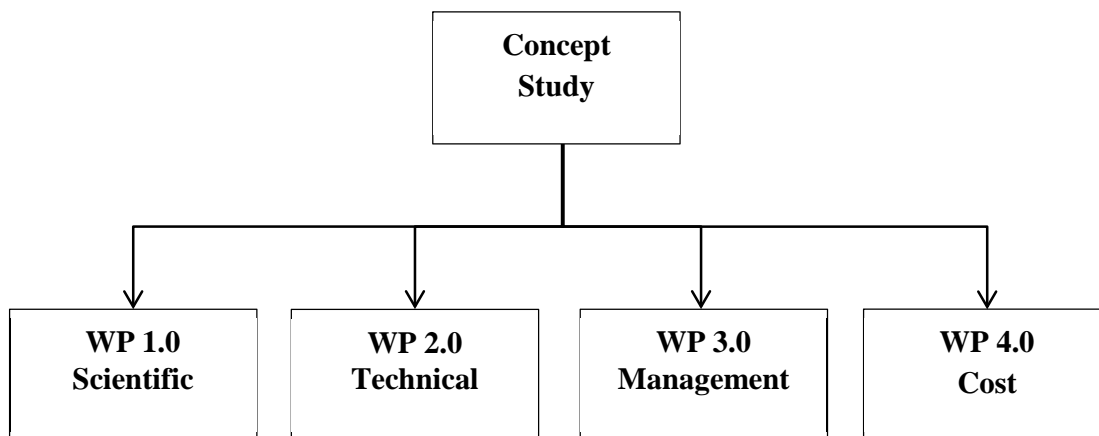 Concept
Study
WP 1.0
Scientific
WP 2.0
Technical
WP 3.0
Management
WP 4.0
Cost